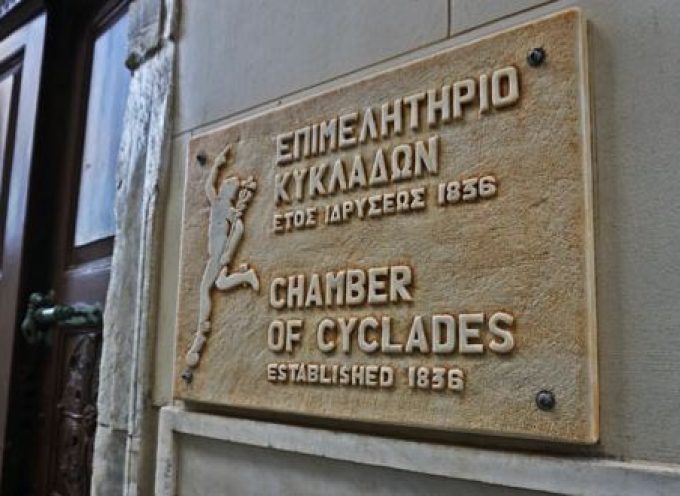 ΕΠΙΜΕΛΗΤΗΡΙΟ
ΚΥΚΛΑΔΩΝ
ΕΤΟΣ ΙΔΡΥΣΕΩΣ 1836
CHAMBER
OF CYCLADES
ESTABLISHED 1836